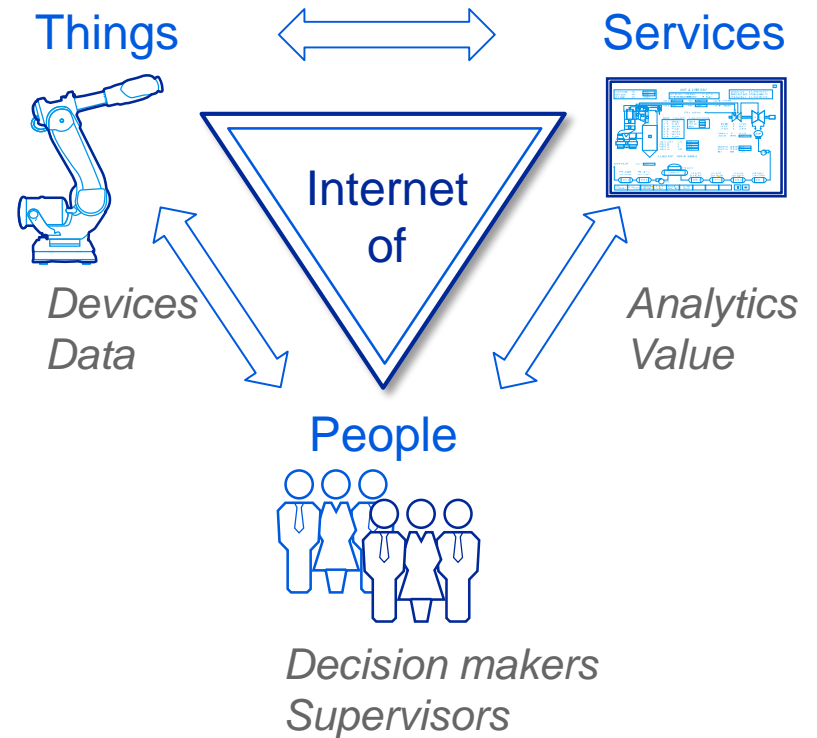 Things
Services
Internet
of
Devices
Data
Analytics
Value
People
Decision makers
Supervisors